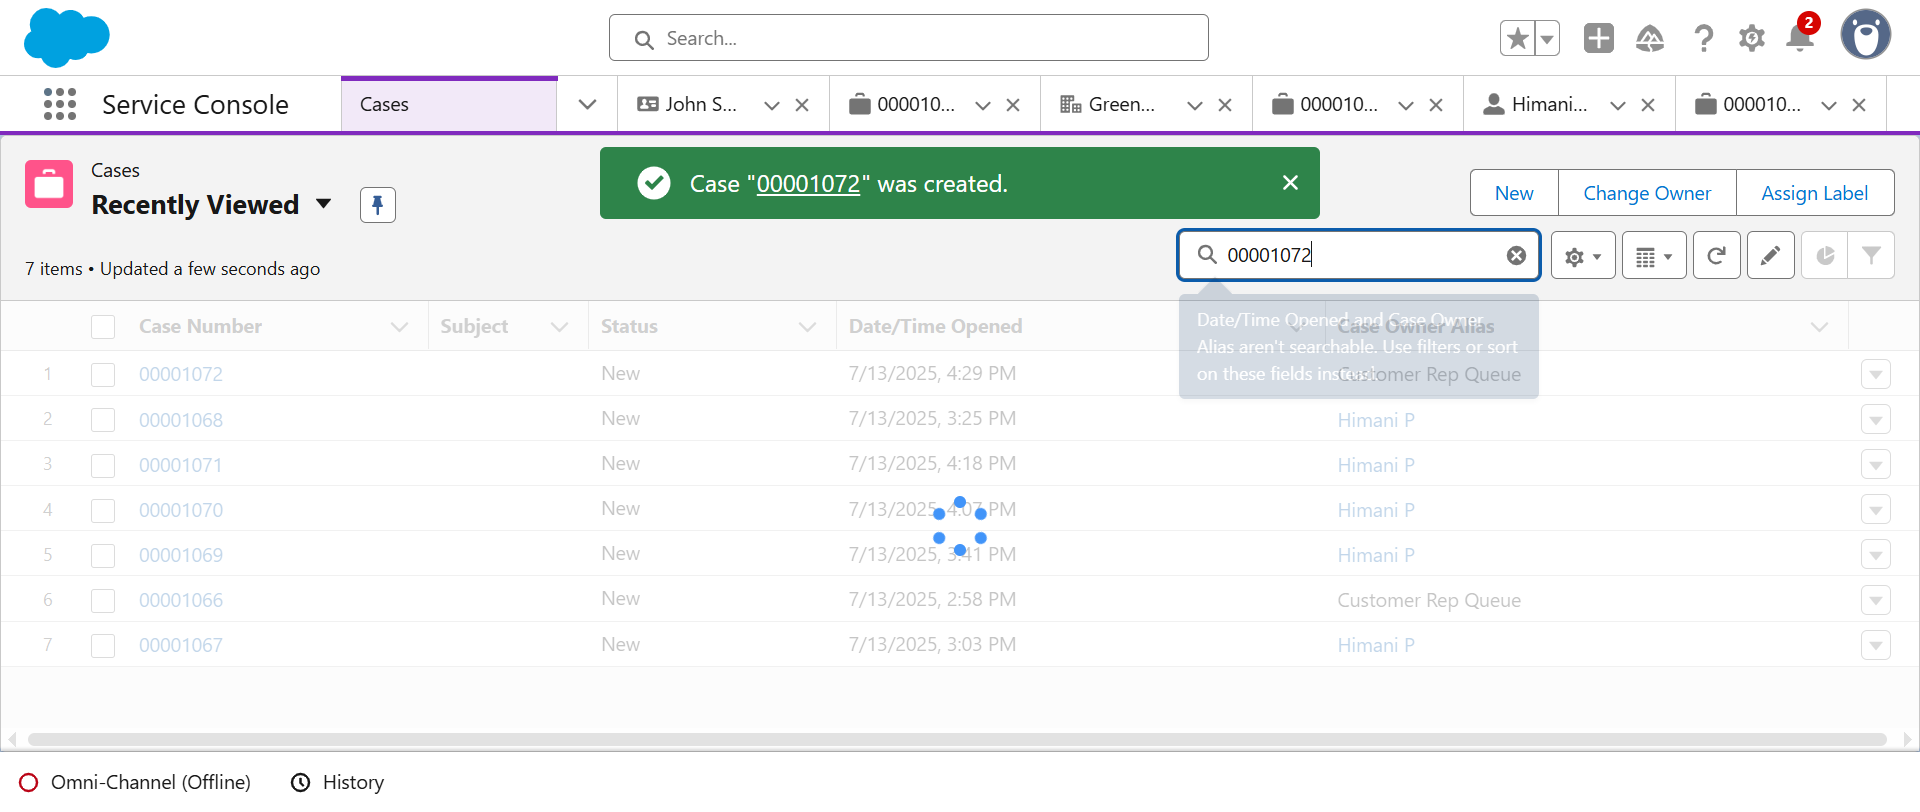 Search...
2
Service Console
Cases
John S...
000010...
Green...
000010...
Himani...
000010...
Cases
Recently Viewed
Case "00001072" was created.
New
Change Owner
Assign Label
7 items • Updated a few seconds ago
00001072
Case Number
Subject
Status
Date/Time Opened
Case Owner Alias
Date/Time Opened and Case Owner
Alias aren't searchable. Use filters or sort
on these fields instead.
1 00001072 New 7/13/2025, 4:29 PM Customer Rep Queue
2 00001068 New 7/13/2025, 3:25 PM Himani P
3 00001071 New 7/13/2025, 4:18 PM Himani P
4 00001070 New 7/13/2025, 4:07 PM Himani P
5 00001069 New 7/13/2025, 3:41 PM Himani P
6 00001066 New 7/13/2025, 2:58 PM Customer Rep Queue
7 00001067 New 7/13/2025, 3:03 PM Himani P
Omni-Channel (Offline)
History